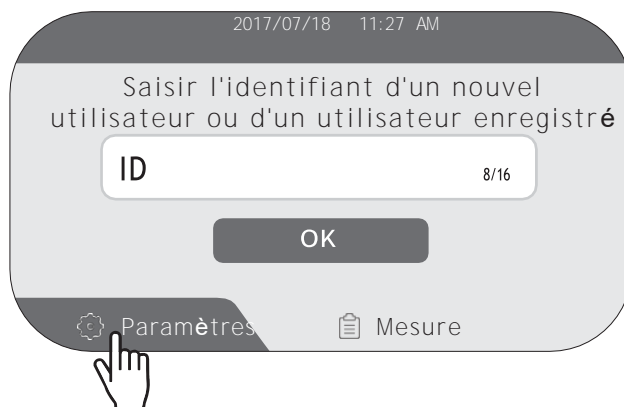 2017/07/18 11:27 AM
Saisir l'identifiant d'un nouvel
utilisateur ou d'un utilisateur enregistré
ID 8/16
OK
Paramètres Mesure